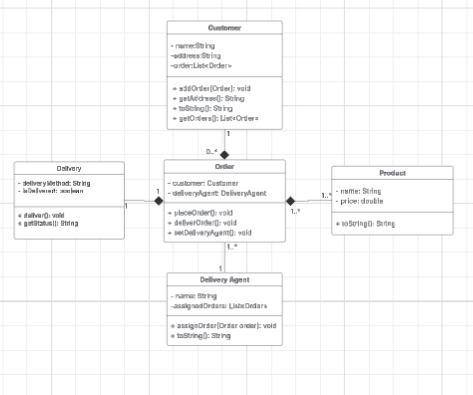 Customer
- name:String
-address:String
-order:List<Order>
+ addOrder(Order): void
+ getAddress(): String
+ toString(): String
+ getOrders(): List<Order>
1
0..*
Order
- customer: Customer
- deliveryAgent: DeliveryAgent
+ placeOrder(): void
+ deliverOrder(): void
+ setDeliveryAgent(): void
Delivery
- deliveryMethod: String
- isDelivered: boolean
+ deliver(): void
+ getStatus(): String
1
1
Product
- name: String
- price: double
+ toString(): String
1..*
1..*
1..*
1
Delivery Agent
- name: String
-assignedOrders: List<Order>
+ assignOrder(Order order): void
+ toString(): String